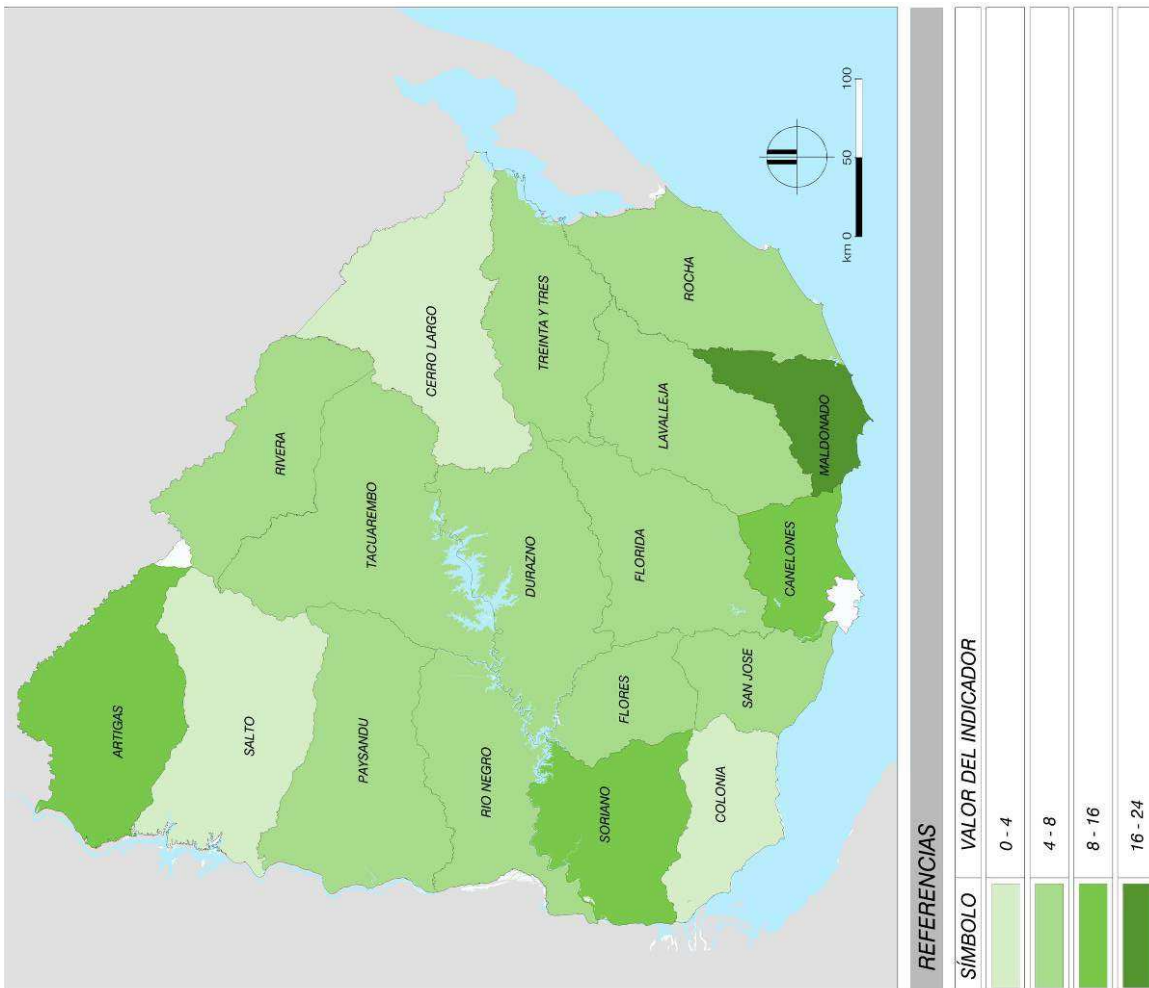 ARTIGAS
SALTO
RIVERA
PAYSANDU
TACUAREMBO
CERRO LARGO
RIO NEGRO
DURAZNO
TREINTA Y TRES
SORIANO
FLORES
FLORIDA
LAVALLEJA
ROCHA
COLONIA
SAN JOSE
CANELONES
MALDONADO
km 0 50 100
REFERENCIAS
SÍMBOLO VALOR DEL INDICADOR
0 - 4
4 - 8
8 - 16
16 - 24